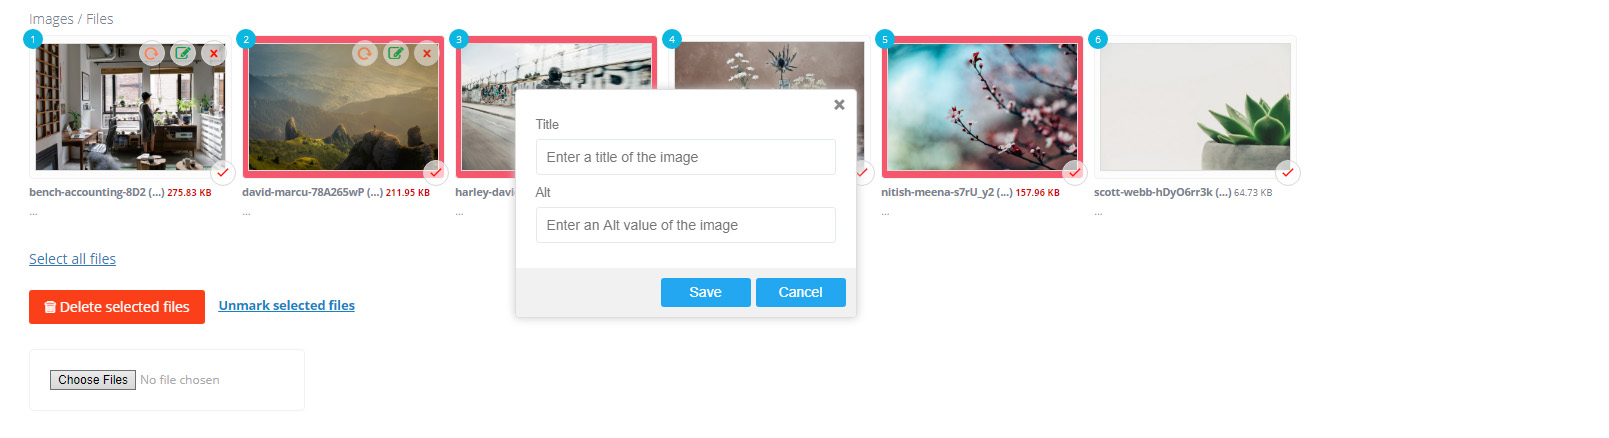 Images / Files
1
2
3
4
5
6
bench-accounting-8D2 (...) 275.83 KB
david-marcu-78A265wP (...) 211.95 KB
harley-davi
nitish-meena-s7rU_y2 (...) 157.96 KB
scott-webb-hDyO6rr3k (...) 64.73 KB
...
...
...
...
...
Title
Enter a title of the image
Alt
Enter an Alt value of the image
Save
Cancel
Select all files
Delete selected files
Unmark selected files
Choose Files No file chosen